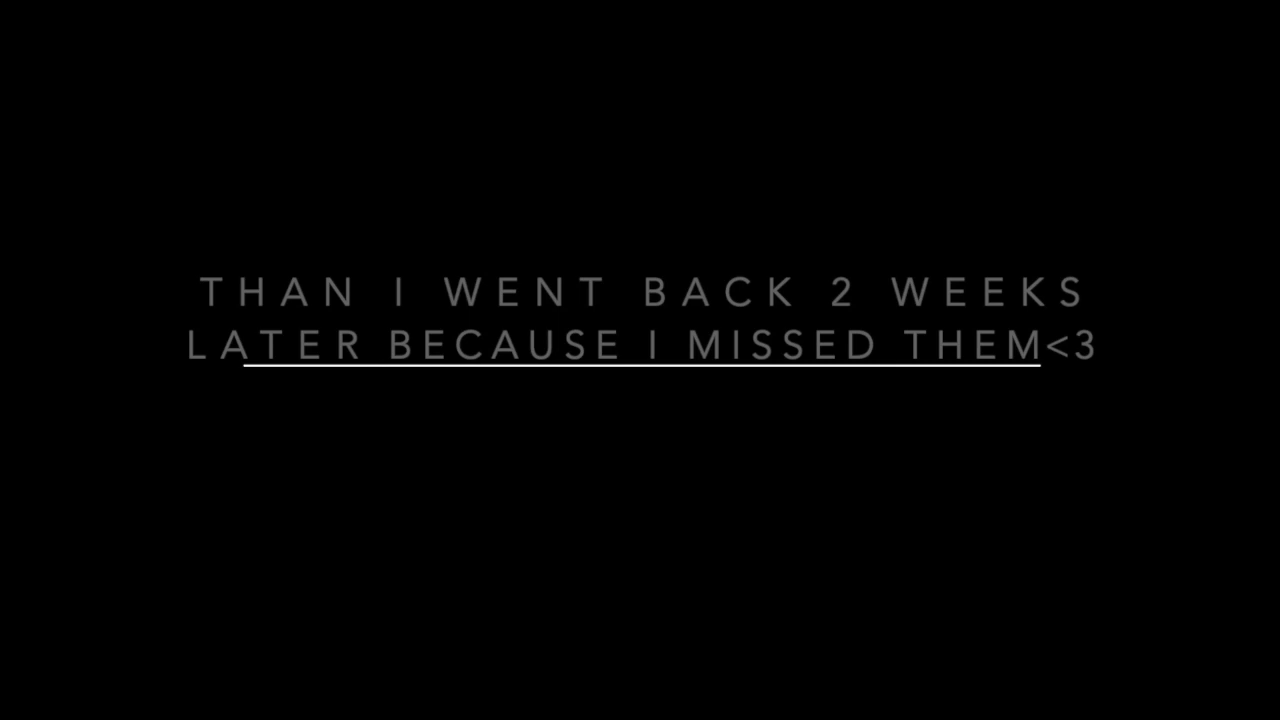 THAN I WENT BACK 2 WEEKS
LATER BECAUSE I MISSED THEM<3